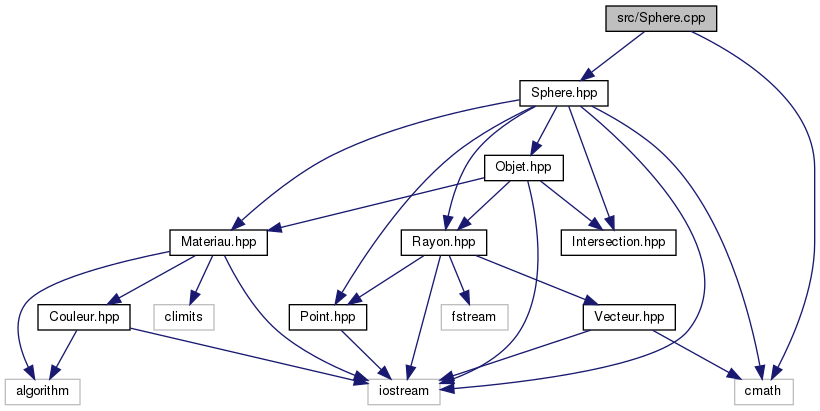 src/Sphere.cpp
Sphere.hpp
Objet.hpp
Materiau.hpp
Rayon.hpp
Intersection.hpp
Couleur.hpp
climits
Point.hpp
fstream
Vecteur.hpp
algorithm
iostream
cmath